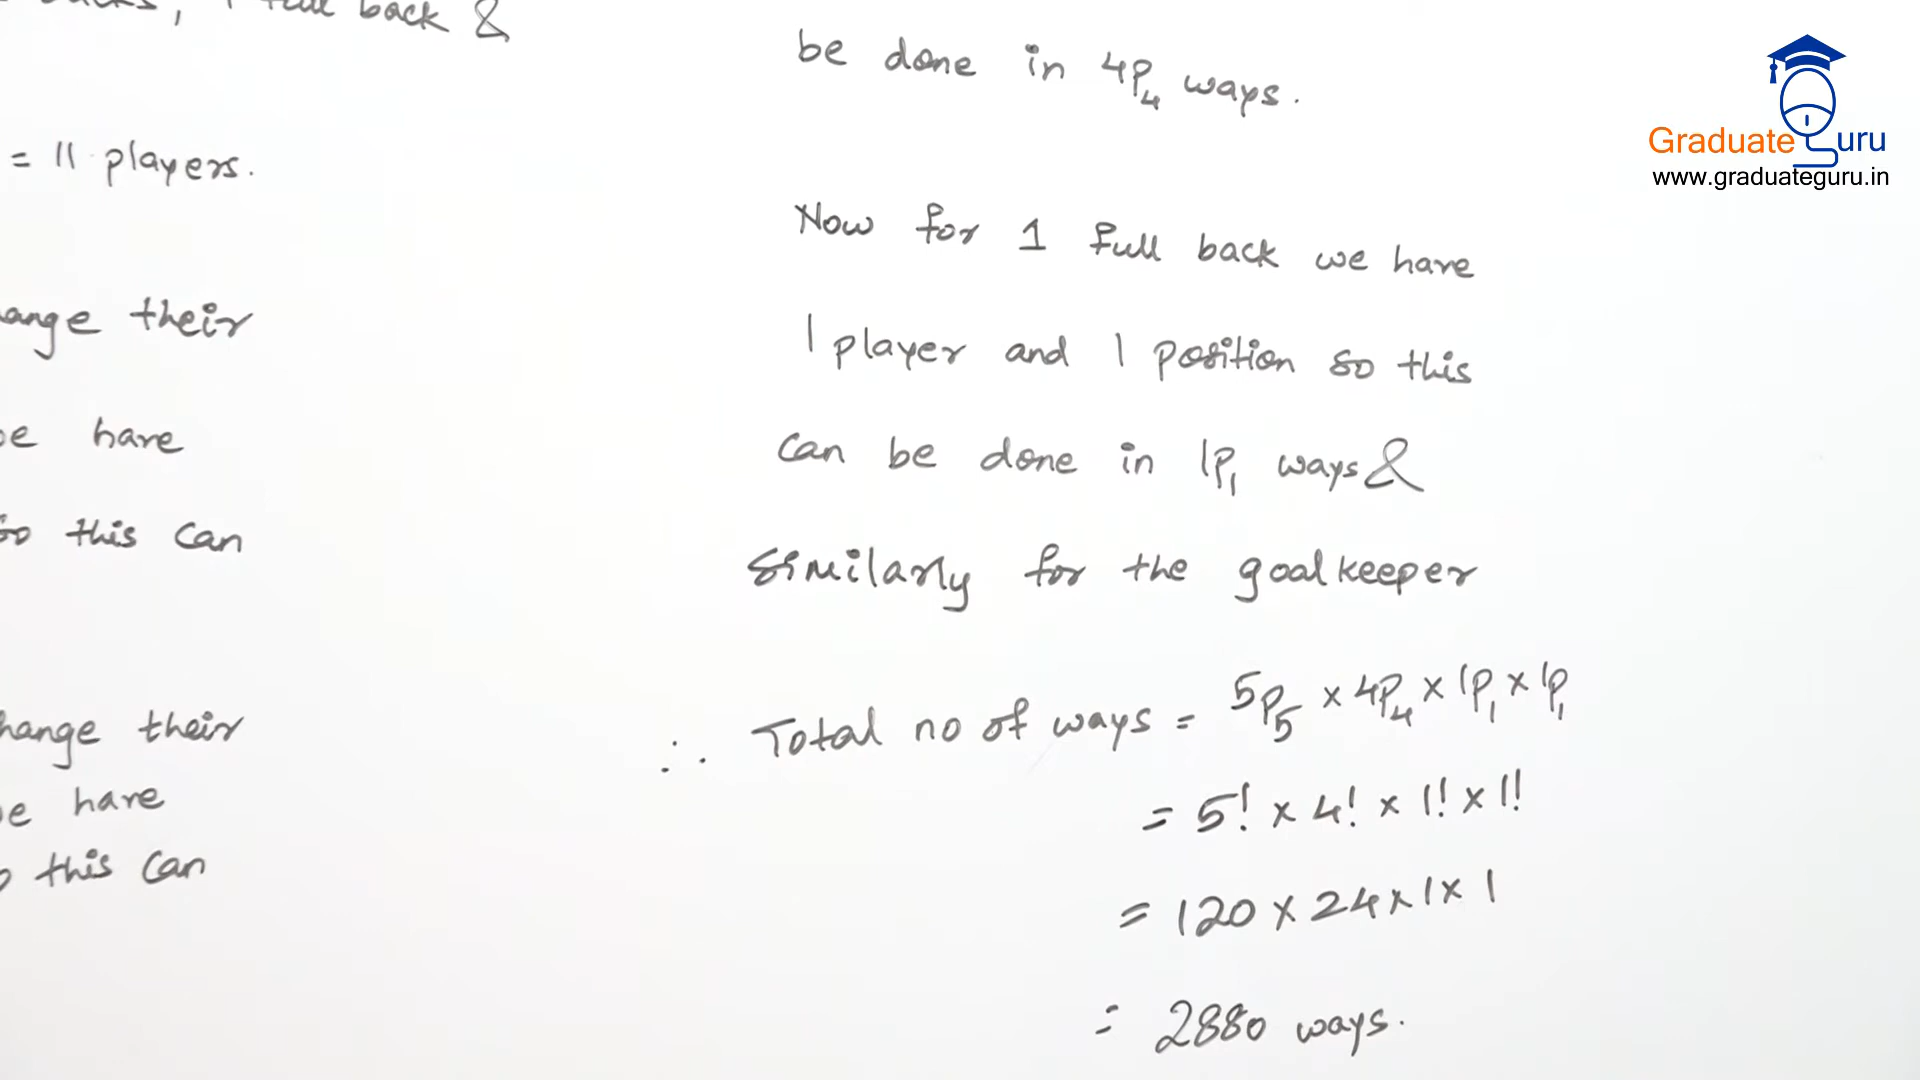 1 full back &
= 11 players.
ange their
have
this can
hange their
have
this can
be done in 4P4 ways.
Now for 1 full back we have
1 player and 1 position so this
can be done in 1P1 ways &
similarly for the goalkeeper
∴ Total no of ways = 5P5 x 4P4 x 1P1 x 1P1
= 5! x 4! x 1! x 1!
= 120 x 24 x 1 x 1
= 2880 ways.
Graduate Guru
www.graduateguru.in